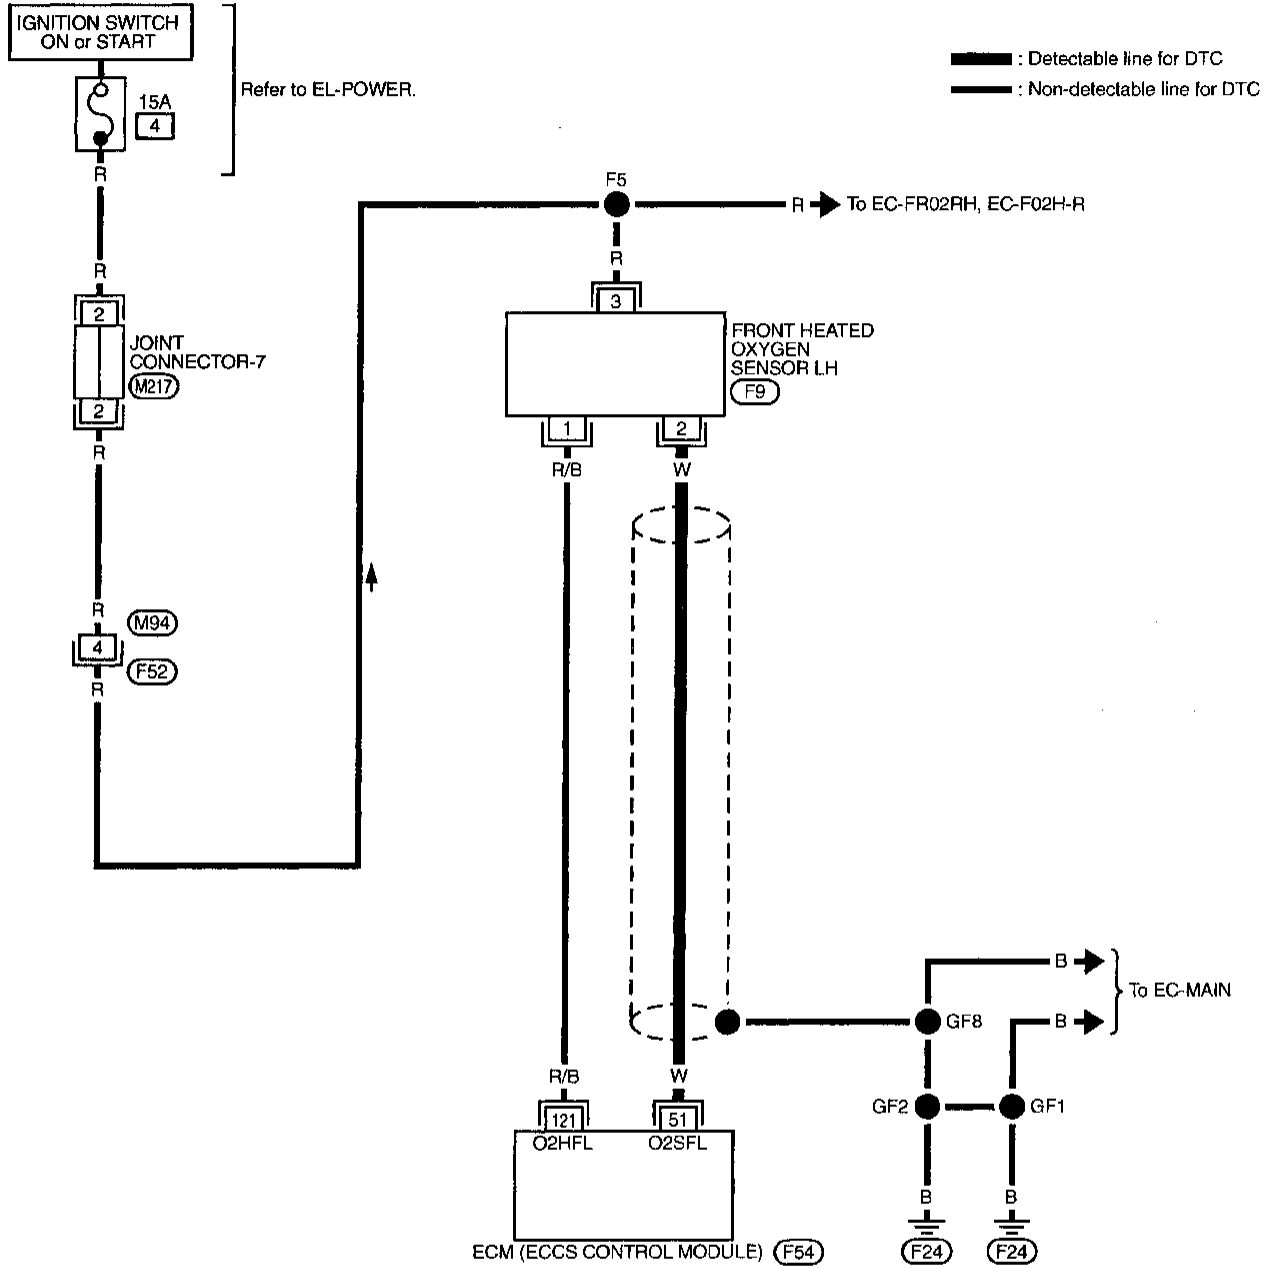 IGNITION SWITCH
ON or START
Refer to EL-POWER.
15A
4
: Detectable line for DTC
: Non-detectable line for DTC
R
F5
R
To EC-FR02RH, EC-F02H-R
R
R
2
3
JOINT
CONNECTOR-7
M217
2
FRONT HEATED
OXYGEN
SENSOR LH
F9
1
2
R
R/B
W
R
M94
4
F52
R
B
To EC-MAIN
GF8
B
R/B
W
GF2
GF1
121
51
O2HFL
O2SFL
B
B
ECM (ECCS CONTROL MODULE)
F54
F24
F24